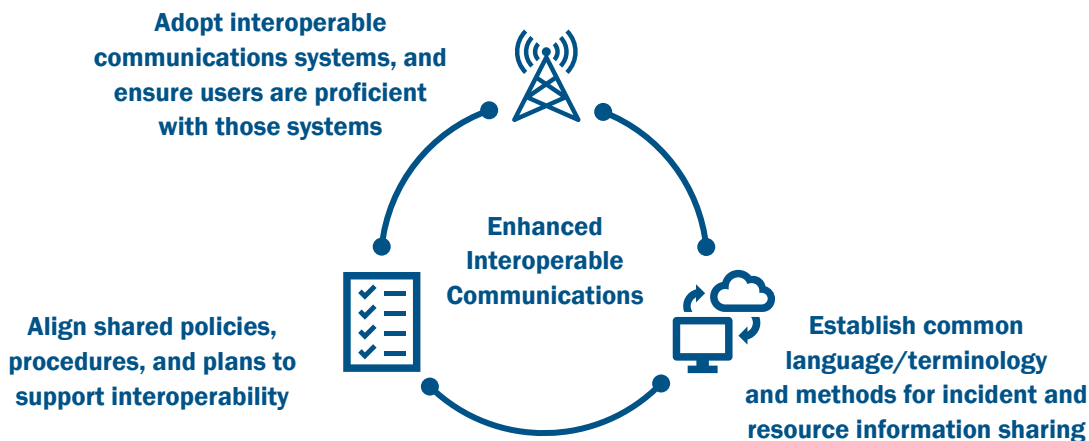 Adopt interoperable
communications systems, and
ensure users are proficient
with those systems
Enhanced
Interoperable
Communications
Align shared policies,
procedures, and plans to
support interoperability
Establish common
language/terminology
and methods for incident and
resource information sharing